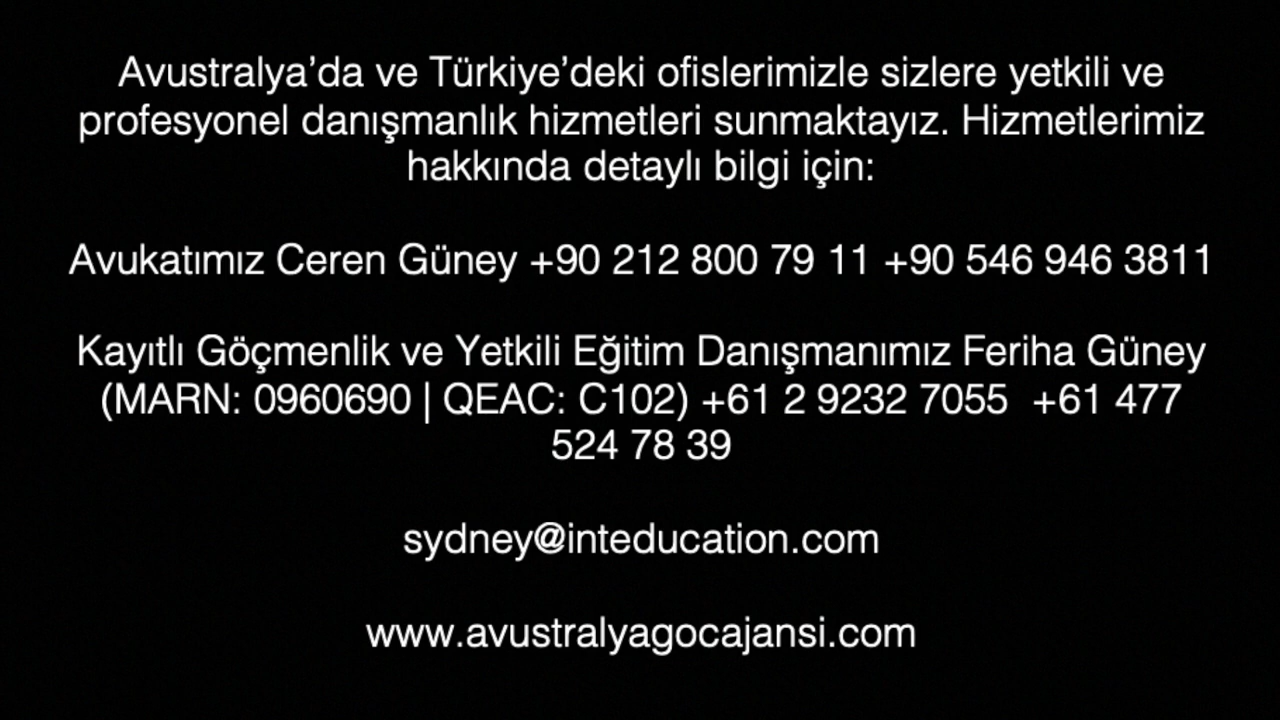 Avustralya’da ve Türkiye’deki ofislerimizle sizlere yetkili ve
profesyonel danışmanlık hizmetleri sunmaktayız. Hizmetlerimiz
hakkında detaylı bilgi için:
Avukatımız Ceren Güney +90 212 800 79 11 +90 546 946 3811
Kayıtlı Göçmenlik ve Yetkili Eğitim Danışmanımız Feriha Güney
(MARN: 0960690 | QEAC: C102) +61 2 9232 7055  +61 477
524 78 39
sydney@inteducation.com
www.avustralyagocajansi.com